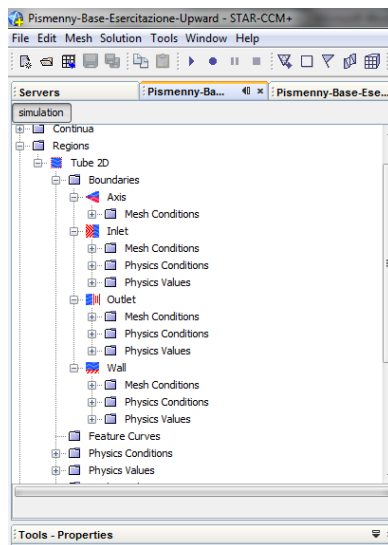 Pismenny-Base-Esercitazione-Upward - STAR-CCM+
File Edit Mesh Solution Tools Window Help
Servers Pismenny-Ba... Pismenny-Base-Ese...
simulation
Continua
Regions
Tube 2D
Boundaries
Axis
Mesh Conditions
Inlet
Mesh Conditions
Physics Conditions
Physics Values
Outlet
Mesh Conditions
Physics Conditions
Physics Values
Wall
Mesh Conditions
Physics Conditions
Physics Values
Feature Curves
Physics Conditions
Physics Values
Tools - Properties